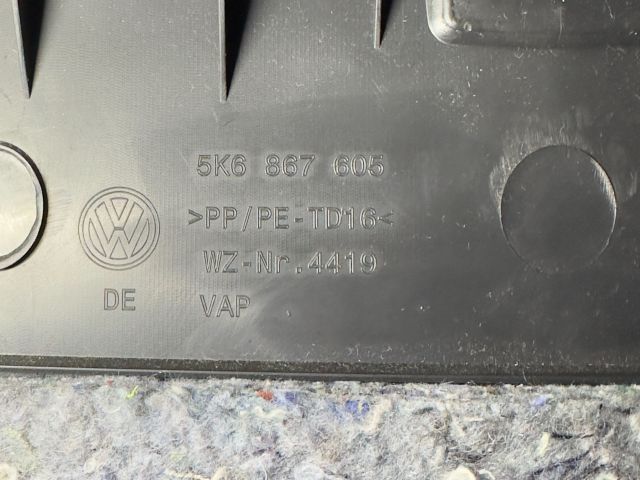 5K6 867 605
>PP/PE-TD16<
WZ-Nr.4419
DE VAP